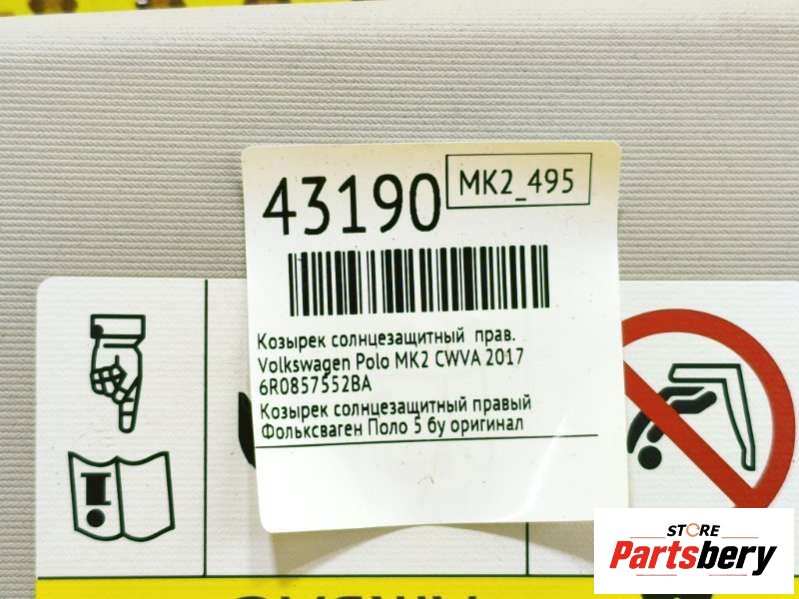 43190
MK2_495
Козырек солнцезащитный прав.
Volkswagen Polo MK2 CWVA 2017
6R0857552BA
Козырек солнцезащитный правый
Фольксваген Поло 5 бу оригинал
STORE
Partsbery